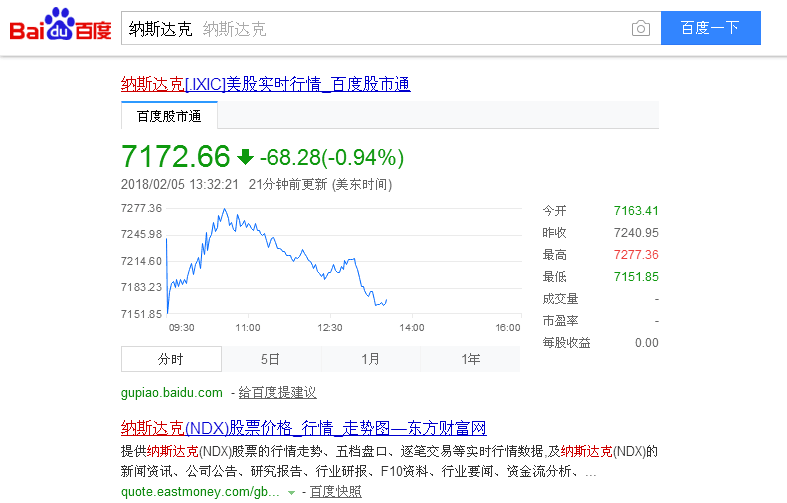 Bai du 百度 纳斯达克 纳斯达克 百度一下
纳斯达克[.IXIC]美股实时行情_百度股市通
百度股市通
7172.66 -68.28(-0.94%)
2018/02/05 13:32:21 21分钟前更新 (美东时间)
7277.36
7245.98
7214.60
7183.23
7151.85
09:30 11:00 12:30 14:00 16:00
今开 7163.41
昨收 7240.95
最高 7277.36
最低 7151.85
成交量 -
市盈率 -
每股收益 0.00
分时 5日 1月 1年
gupiao.baidu.com - 给百度提建议
纳斯达克(NDX)股票价格_行情_走势图—东方财富网
提供纳斯达克(NDX)股票的行情走势、五档盘口、逐笔交易等实时行情数据,及纳斯达克(NDX)的
新闻资讯、公司公告、研究报告、行业研报、F10资料、行业要闻、资金流分析、...
quote.eastmoney.com/gb... - 百度快照